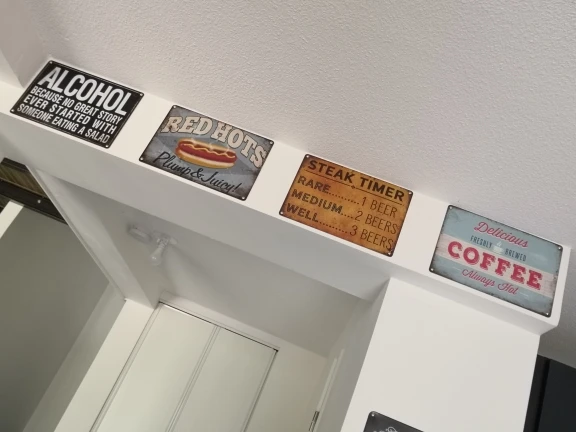 ALCOHOL
BECAUSE NO GREAT STORY
EVER STARTED WITH
SOMEONE EATING A SALAD.
RED HOTS
Plump & Juicy!
STEAK TIMER
RARE..........1 BEER
MEDIUM....2 BEERS
WELL..........3 BEERS
Delicious
FRESHLY BREWED
COFFEE
Always Hot